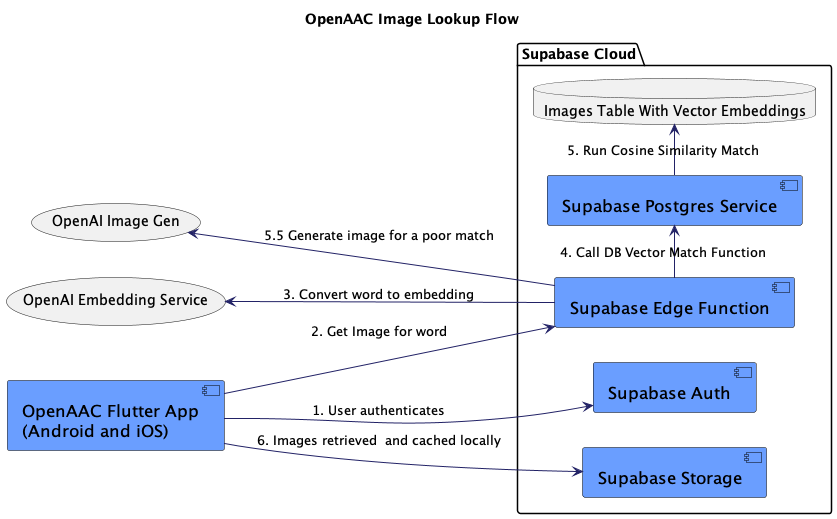 OpenAAC Image Lookup Flow
Supabase Cloud
Images Table With Vector Embeddings
5. Run Cosine Similarity Match
Supabase Postgres Service
OpenAI Image Gen
5.5 Generate image for a poor match
4. Call DB Vector Match Function
OpenAI Embedding Service
3. Convert word to embedding
Supabase Edge Function
2. Get Image for word
OpenAAC Flutter App
(Android and iOS)
1. User authenticates
Supabase Auth
6. Images retrieved  and cached locally
Supabase Storage